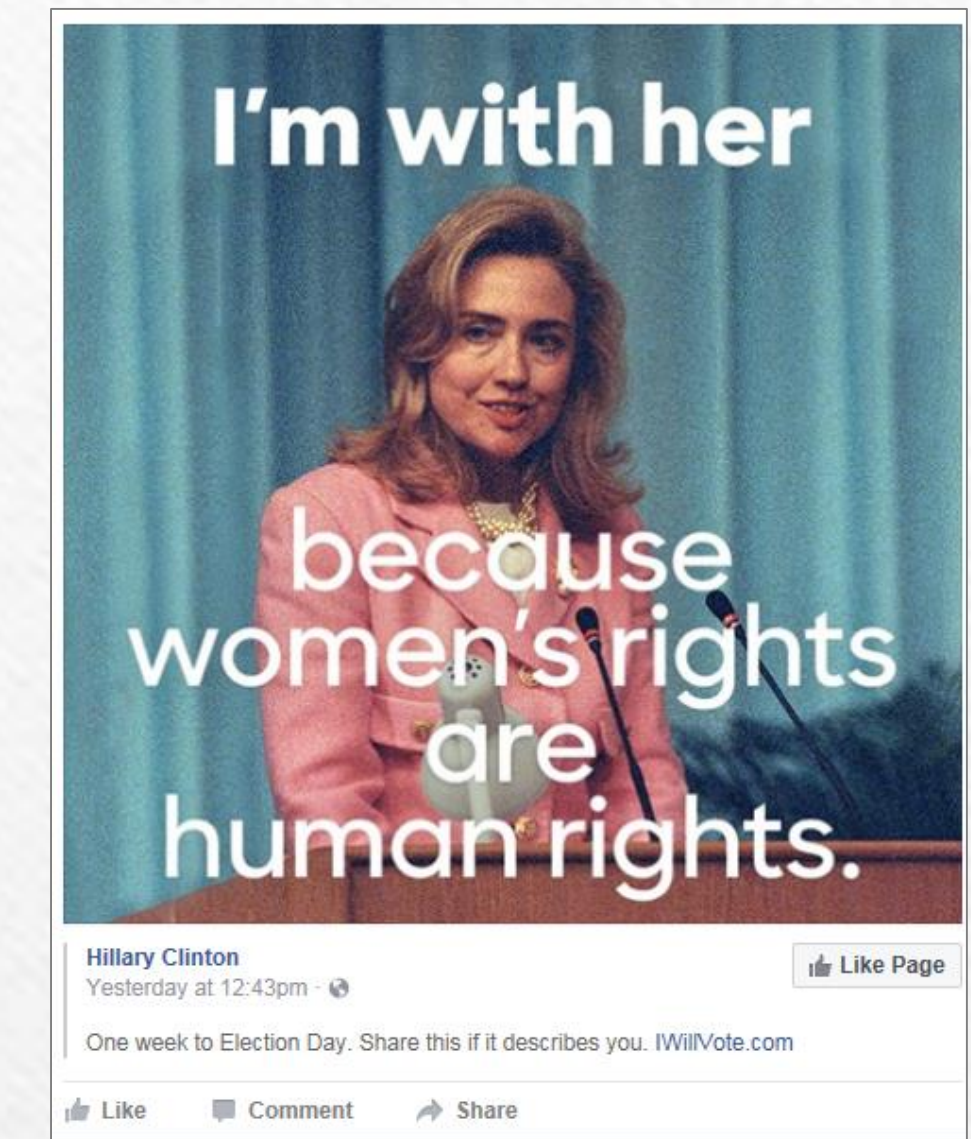 I'm with her
because
women's rights
are
human rights.
Hillary Clinton
Like Page
Yesterday at 12:43pm ·
One week to Election Day. Share this if it describes you. IWillVote.com
Like Comment Share